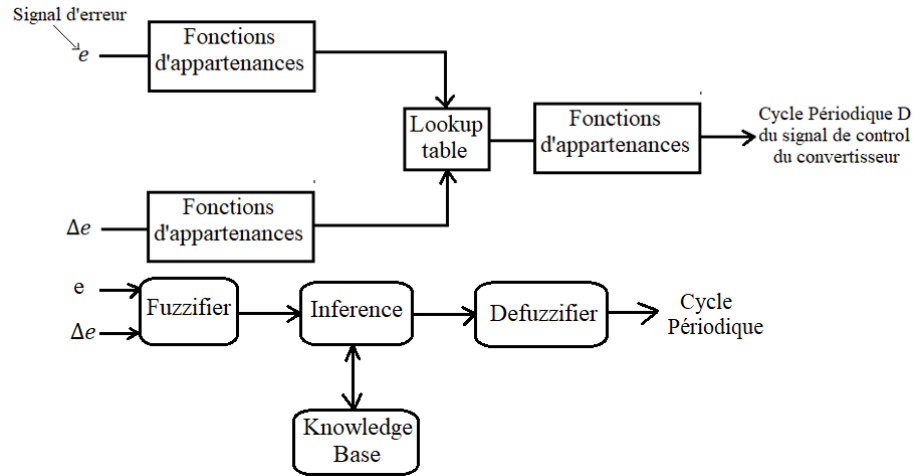 Signal d'erreur
e
Fonctions
d'appartenances
Lookup
table
Fonctions
d'appartenances
Cycle Périodique D
du signal de control
du convertisseur
Δe
Fonctions
d'appartenances
e
Δe
Fuzzifier
Inference
Defuzzifier
Cycle
Périodique
Knowledge
Base